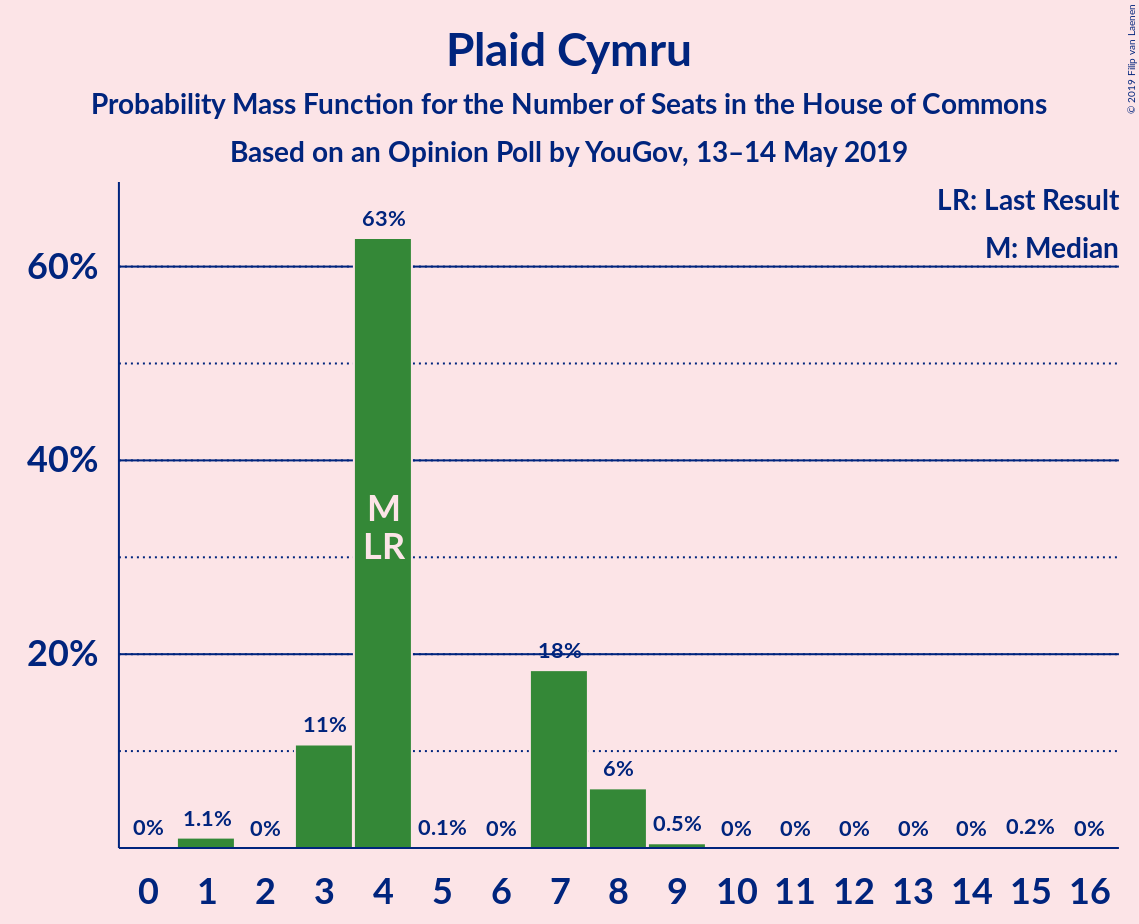 Plaid Cymru
Probability Mass Function for the Number of Seats in the House of Commons
Based on an Opinion Poll by YouGov, 13–14 May 2019
© 2019 Filip van Laenen
LR: Last Result
M: Median
60%
40%
20%
0%
1.1%
0%
11%
63%
M
LR
0.1%
0%
18%
6%
0.5%
0%
0%
0%
0%
0%
0.2%
0%
0 1 2 3 4 5 6 7 8 9 10 11 12 13 14 15 16